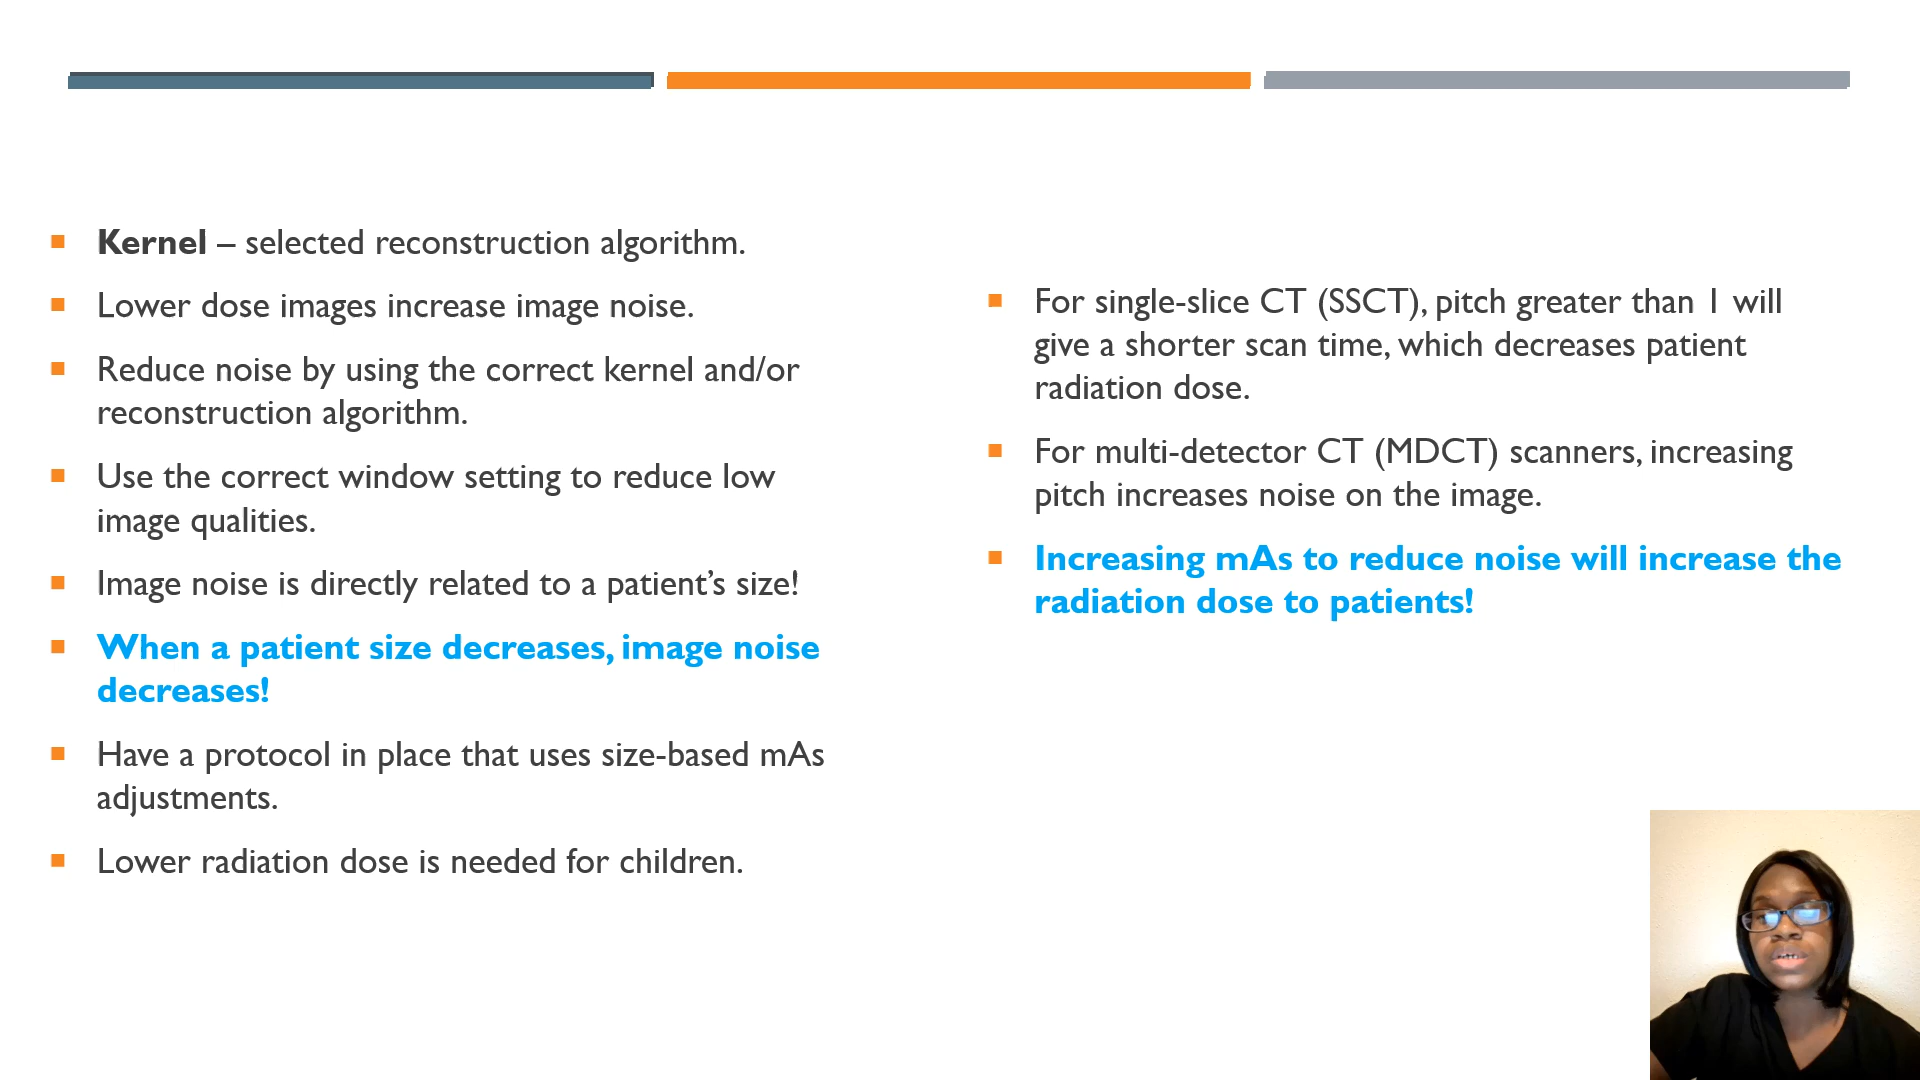 Kernel – selected reconstruction algorithm.
Lower dose images increase image noise.
Reduce noise by using the correct kernel and/or
reconstruction algorithm.
Use the correct window setting to reduce low
image qualities.
Image noise is directly related to a patient’s size!
When a patient size decreases, image noise
decreases!
Have a protocol in place that uses size-based mAs
adjustments.
Lower radiation dose is needed for children.
For single-slice CT (SSCT), pitch greater than 1 will
give a shorter scan time, which decreases patient
radiation dose.
For multi-detector CT (MDCT) scanners, increasing
pitch increases noise on the image.
Increasing mAs to reduce noise will increase the
radiation dose to patients!